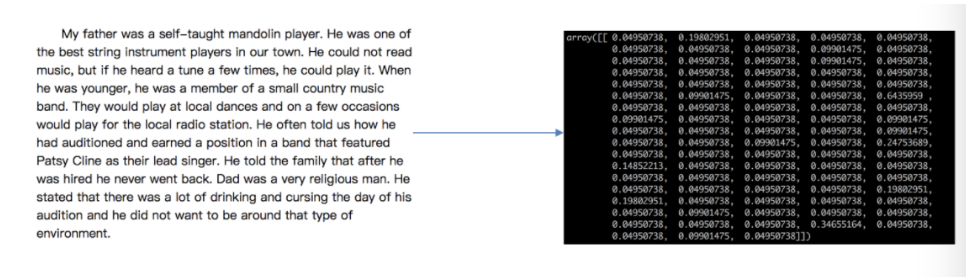 My father was a self-taught mandolin player. He was one of
the best string instrument players in our town. He could not read
music, but if he heard a tune a few times, he could play it. When
he was younger, he was a member of a small country music
band. They would play at local dances and on a few occasions
would play for the local radio station. He often told us how he
had auditioned and earned a position in a band that featured
Patsy Cline as their lead singer. He told the family that after he
was hired he never went back. Dad was a very religious man. He
stated that there was a lot of drinking and cursing the day of his
audition and he did not want to be around that type of
environment.
array([[ 0.04950738, 0.19802951, 0.04950738, 0.04950738, 0.04950738,
0.04950738, 0.04950738, 0.04950738, 0.09901475, 0.04950738,
0.04950738, 0.04950738, 0.04950738, 0.09901475, 0.04950738,
0.04950738, 0.04950738, 0.04950738, 0.04950738, 0.04950738,
0.04950738, 0.04950738, 0.04950738, 0.04950738, 0.04950738,
0.04950738, 0.09901475, 0.04950738, 0.04950738, 0.6435959 ,
0.04950738, 0.04950738, 0.04950738, 0.04950738, 0.04950738,
0.09901475, 0.04950738, 0.04950738, 0.04950738, 0.09901475,
0.04950738, 0.04950738, 0.04950738, 0.04950738, 0.09901475,
0.04950738, 0.04950738, 0.09901475, 0.04950738, 0.24753689,
0.04950738, 0.04950738, 0.04950738, 0.04950738, 0.04950738,
0.14852213, 0.04950738, 0.04950738, 0.04950738, 0.04950738,
0.04950738, 0.04950738, 0.04950738, 0.04950738, 0.04950738,
0.04950738, 0.04950738, 0.04950738, 0.04950738, 0.19802951,
0.19802951, 0.04950738, 0.04950738, 0.04950738, 0.04950738,
0.04950738, 0.09901475, 0.04950738, 0.04950738, 0.04950738,
0.04950738, 0.04950738, 0.04950738, 0.34655164, 0.04950738,
0.04950738, 0.09901475, 0.04950738]])